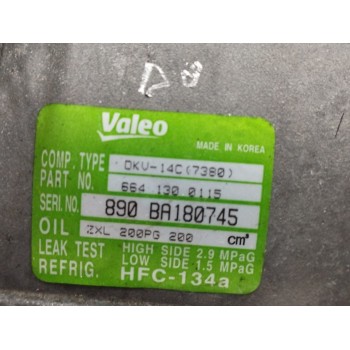 Valeo
MADE IN KOREA
COMP. TYPE DKV-14C(7380)
PART NO. 664 130 0115
SERI. NO. 890 BA180745
OIL ZXL 200PG 200 cm³
LEAK TEST HIGH SIDE 2.9 MPaG
LOW SIDE 1.5 MPaG
REFRIG. HFC-134a